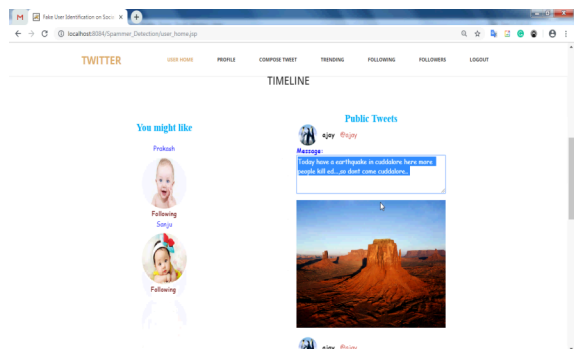 Fake User Identification on Socia
localhost:8084/Spammer_Detection/user_home.jsp
TWITTER
USER HOME
PROFILE
COMPOSE TWEET
TRENDING
FOLLOWING
FOLLOWERS
LOGOUT
TIMELINE
You might like
Prakash
Following
Sanju
Following
Public Tweets
ajay @ajay
Message:
Today have a earthquake in cuddalore here more
people kill ed...,so dont come cuddalore..
ajay @ajay